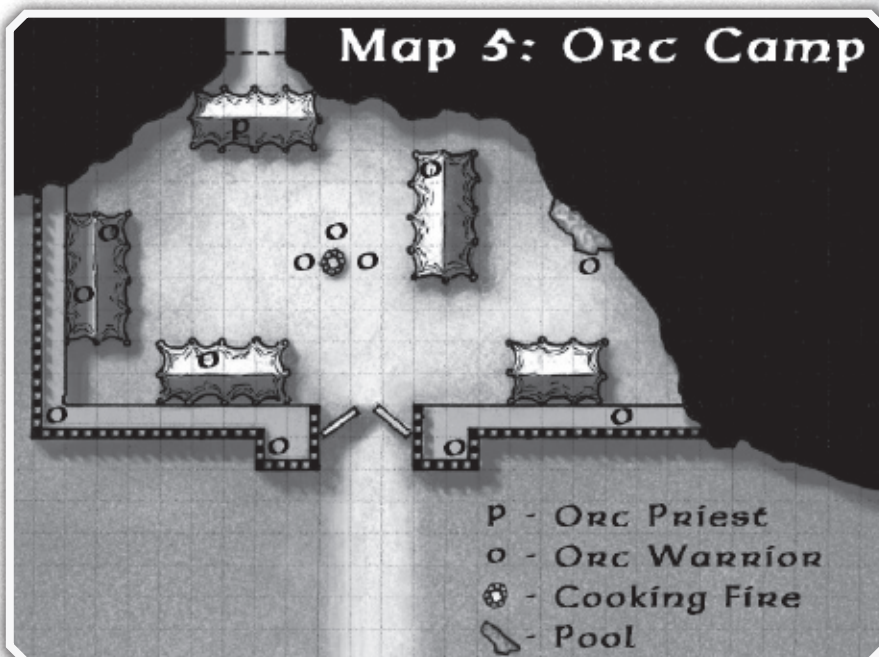 Map 5: Orc Camp
P
O
O
O
O
O
O
O
O
O
O
O
O
P - Orc Priest
O - Orc Warrior
- Cooking Fire
- Pool